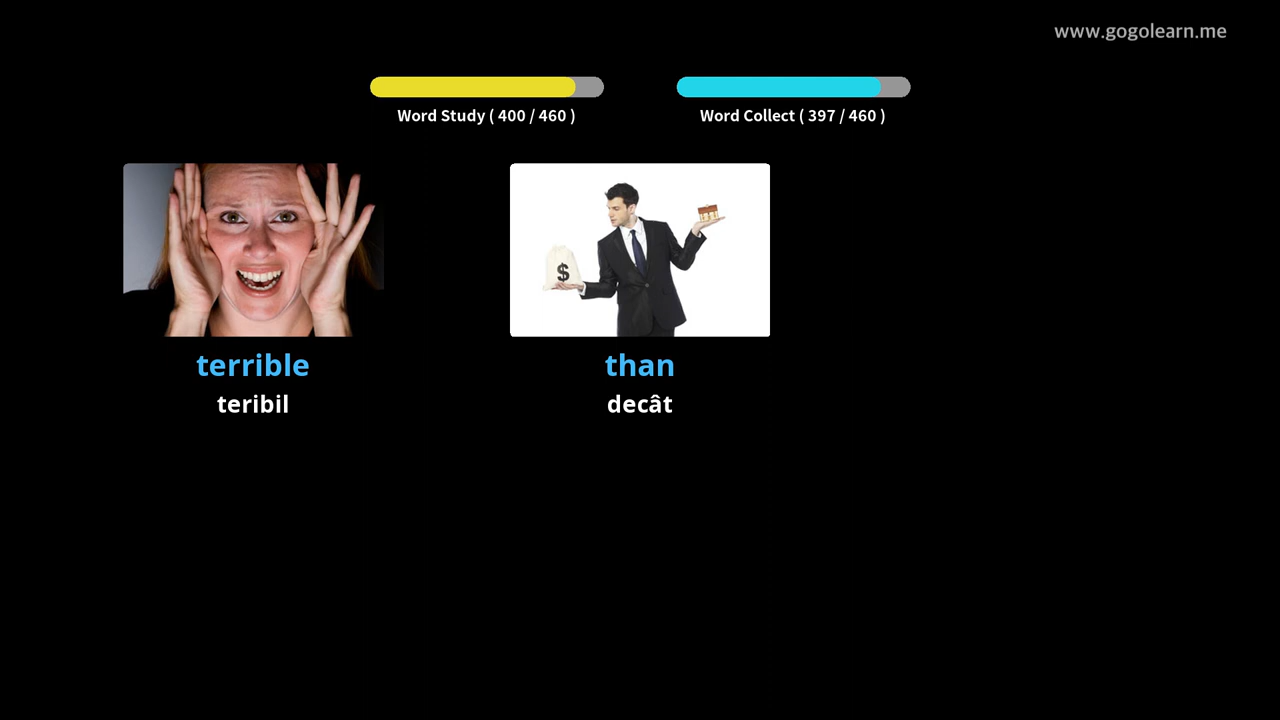 www.gogolearn.me
Word Study ( 400 / 460 )
Word Collect ( 397 / 460 )
$
terrible
teribil
than
decât